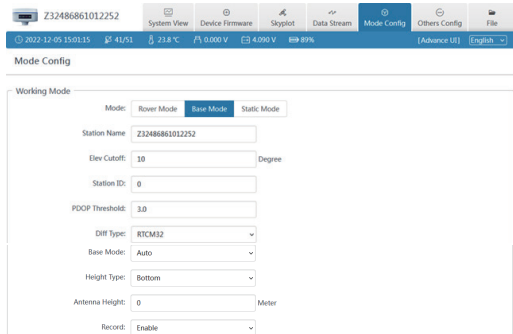 Z32486861012252
System View Device Firmware Skyplot Data Stream Mode Config Others Config File
2022-12-05 15:01:15 41/51 23.8 °C 0.000 V 4.090 V 89% [Advance UI] English
Mode Config
Working Mode
Mode: Rover Mode Base Mode Static Mode
Station Name Z32486861012252
Elev Cutoff: 10 Degree
Station ID: 0
PDOP Threshold: 3.0
Diff Type: RTCM32
Base Mode: Auto
Height Type: Bottom
Antenna Height: 0 Meter
Record: Enable